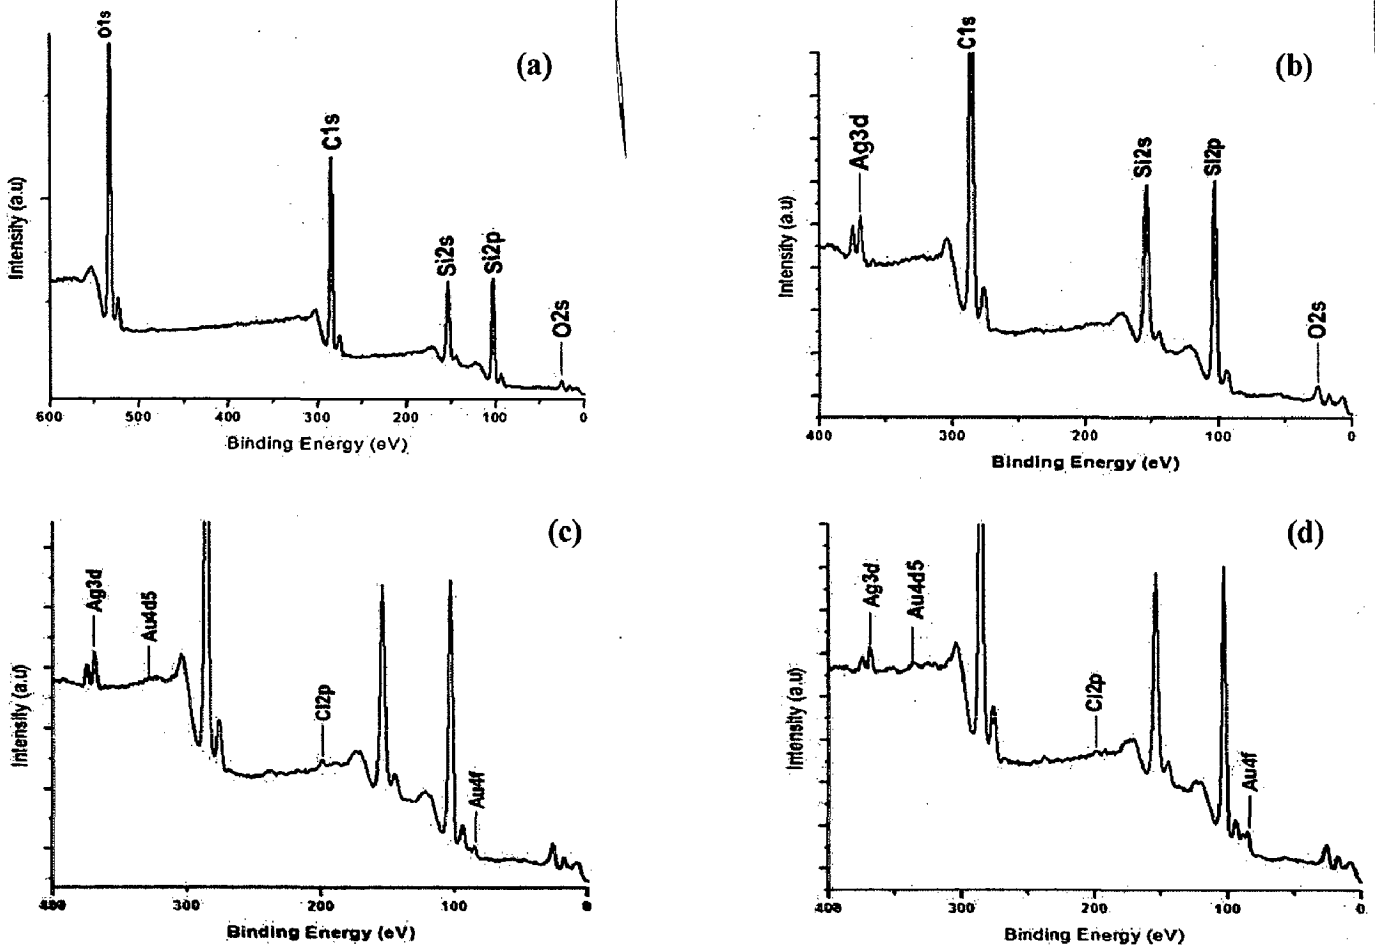 (a)
O1s
C1s
Si2s
Si2p
O2s
Intensity (a.u)
600 500 400 300 200 100 0
Binding Energy (eV)
(b)
Ag3d
C1s
Si2s
Si2p
O2s
Intensity (a.u)
400 300 200 100 0
Binding Energy (eV)
(c)
Ag3d
Au4d5
Cl2p
Au4f
Intensity (a.u)
400 300 200 100 0
Binding Energy (eV)
(d)
Ag3d
Au4d5
Cl2p
Au4f
Intensity (a.u)
400 300 200 100 0
Binding Energy (eV)